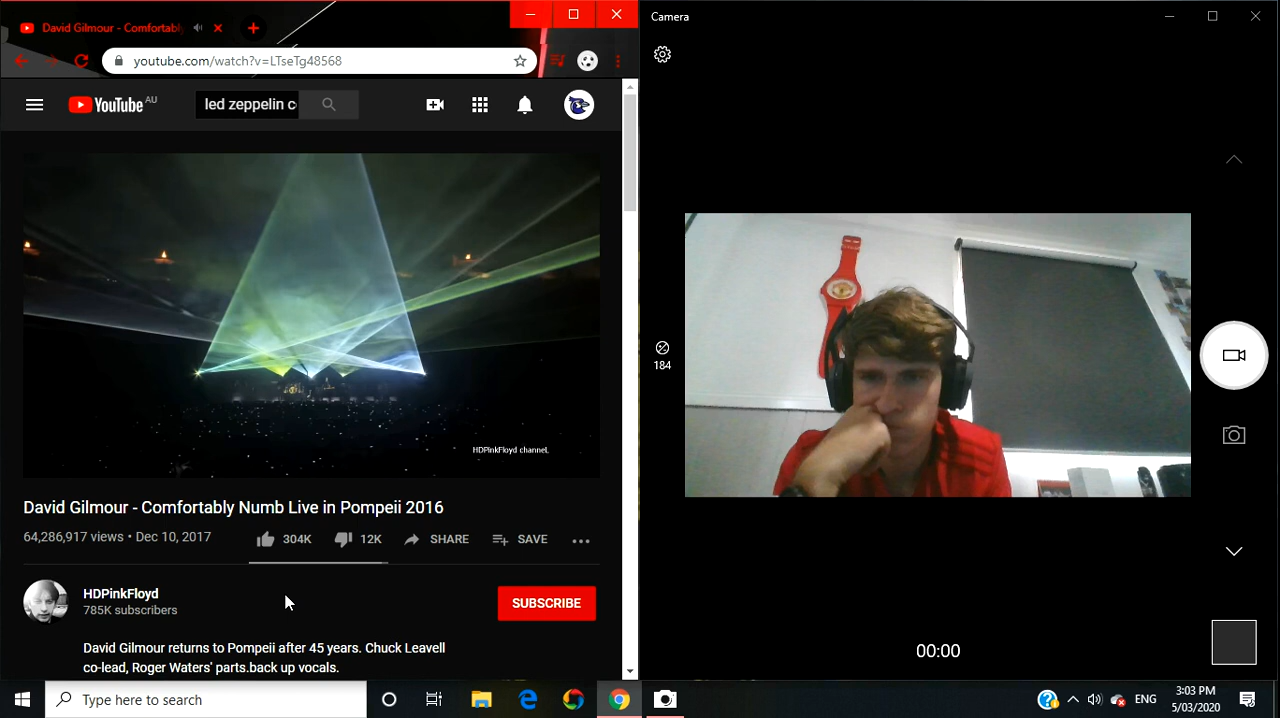 David Gilmour - Comfortabl
youtube.com/watch?v=LTseTg48568
YouTube AU
led zeppelin c
HDPinkFloyd channeL
David Gilmour - Comfortably Numb Live in Pompeii 2016
64,286,917 views • Dec 10, 2017
304K
12K
SHARE
SAVE
HDPinkFloyd
785K subscribers
SUBSCRIBE
David Gilmour returns to Pompeii after 45 years. Chuck Leavell
co-lead, Roger Waters' parts.back up vocals.
Camera
184
00:00
Type here to search
ENG
3:03 PM
5/03/2020